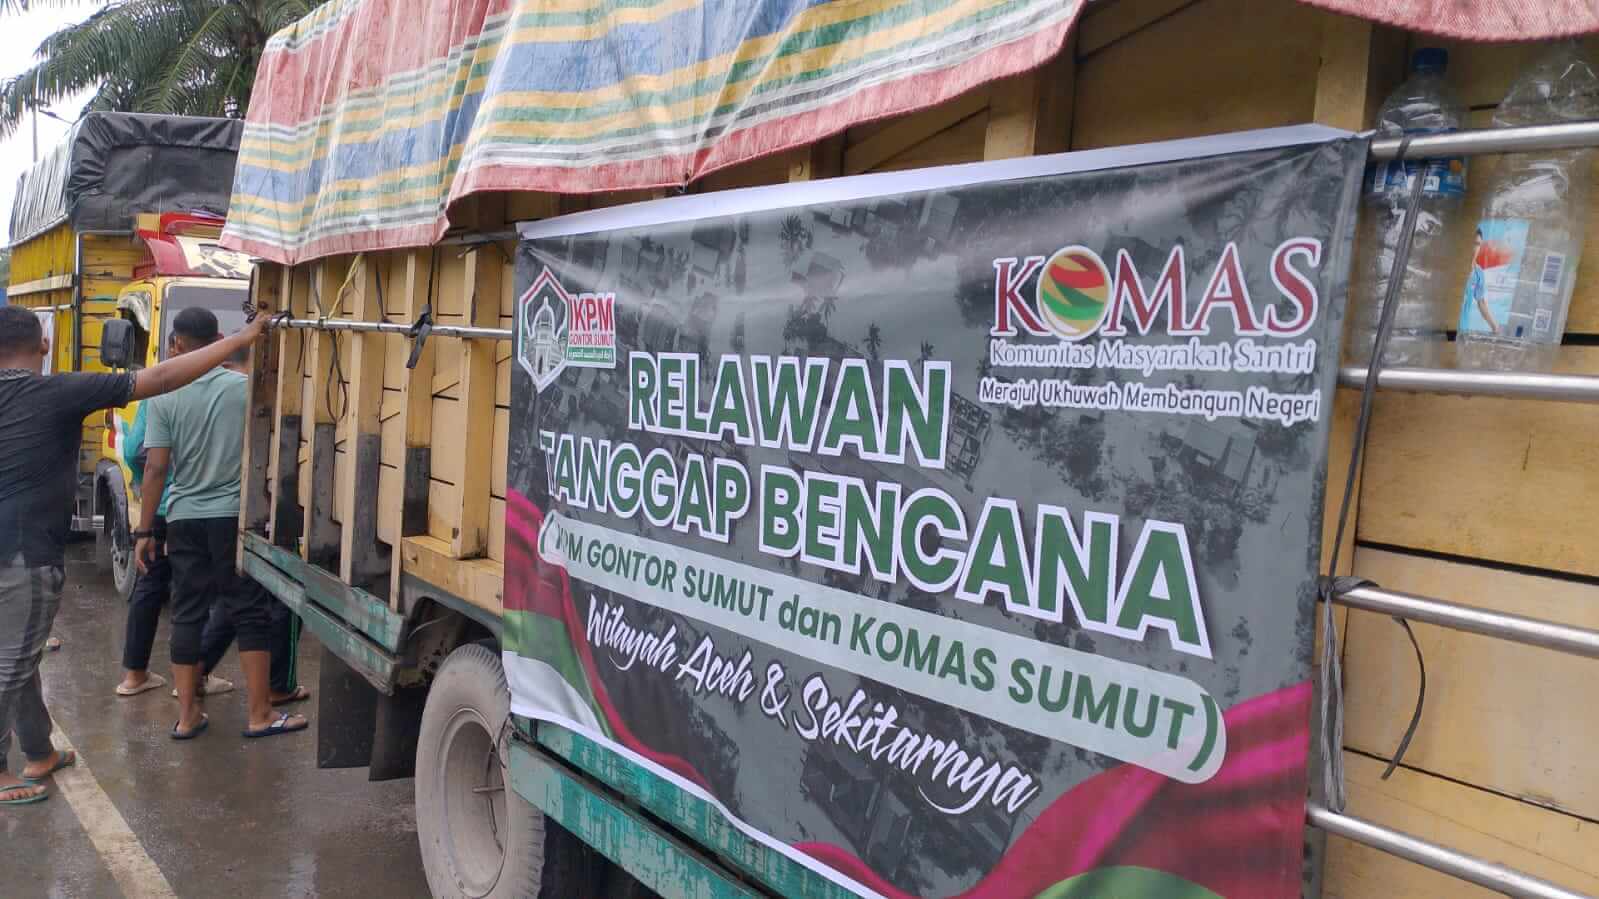 IKPM
GONTOR SUMUT
KOMAS
Komunitas Masyarakat Santri
Merajut Ukhuwah Membangun Negeri
RELAWAN
TANGGAP BENCANA
GONTOR SUMUT dan KOMAS SUMUT)
Wilayah Aceh & Sekitarnya